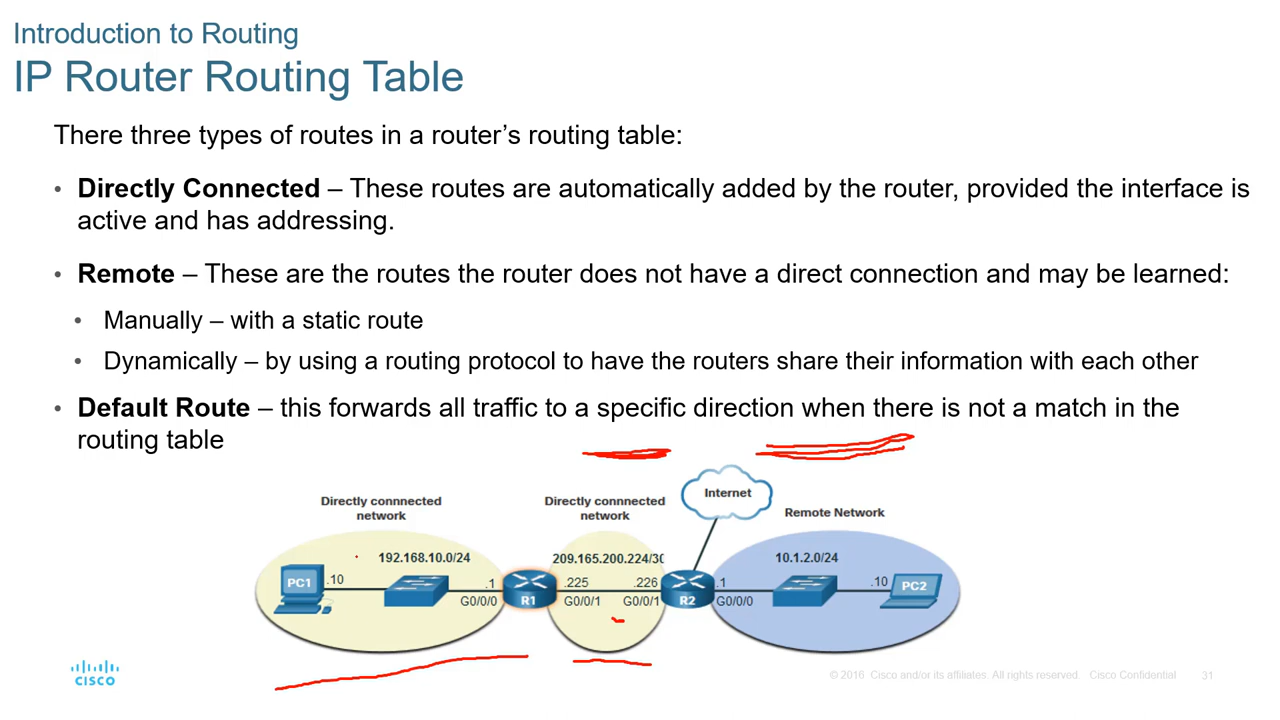 Introduction to Routing
IP Router Routing Table
There three types of routes in a router’s routing table:
• Directly Connected – These routes are automatically added by the router, provided the interface is
active and has addressing.
• Remote – These are the routes the router does not have a direct connection and may be learned:
• Manually – with a static route
• Dynamically – by using a routing protocol to have the routers share their information with each other
• Default Route – this forwards all traffic to a specific direction when there is not a match in the
routing table
Directly connnected
network
Directly connnected
network
Internet
Remote Network
192.168.10.0/24
209.165.200.224/30
10.1.2.0/24
PC1
.10
.1
G0/0/0
R1
.225
G0/0/1
.226
G0/0/1
R2
.1
G0/0/0
.10
PC2
CISCO
© 2016 Cisco and/or its affiliates. All rights reserved. Cisco Confidential
31